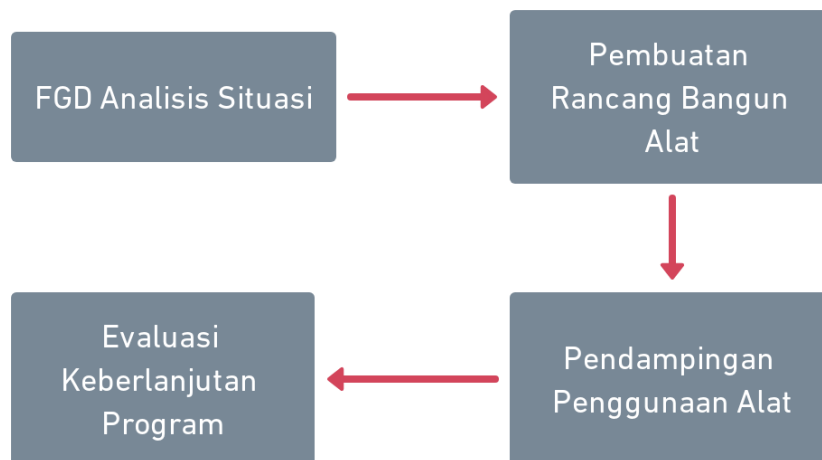 FGD Analisis Situasi
Pembuatan
Rancang Bangun
Alat
Pendampingan
Penggunaan Alat
Evaluasi
Keberlanjutan
Program